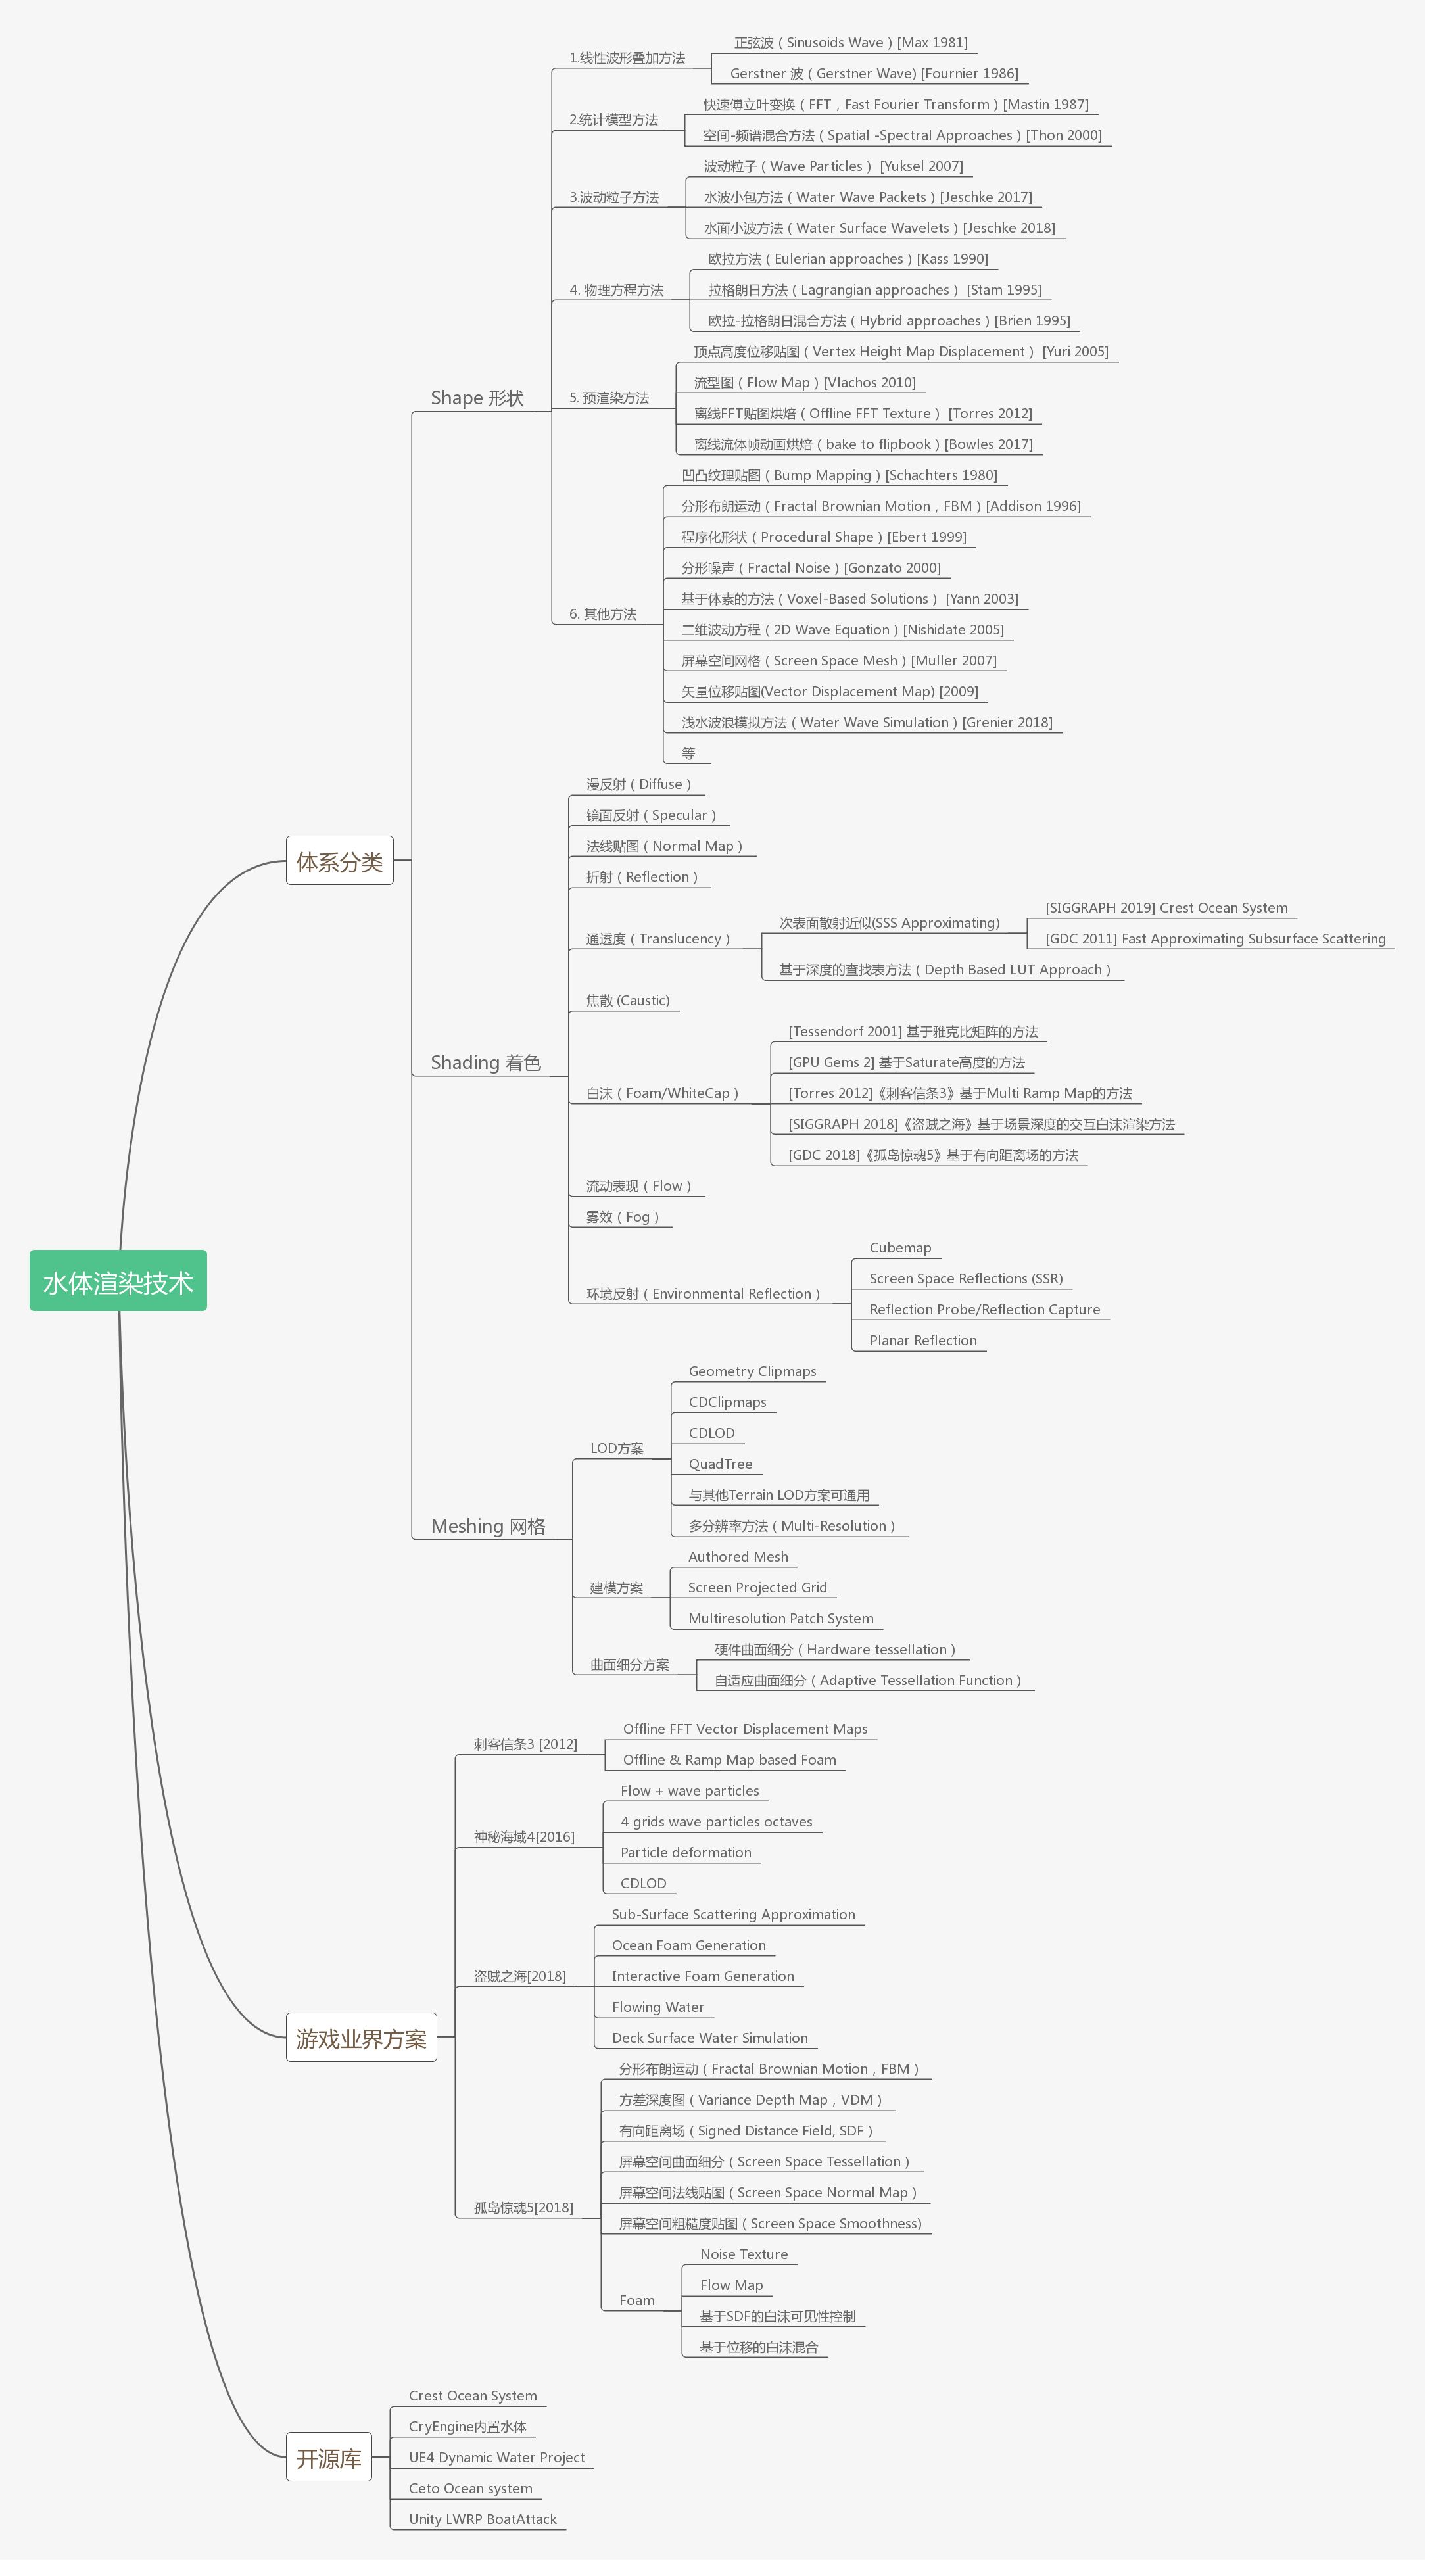 水体渲染技术
体系分类
Shape 形状
1.线性波形叠加方法
正弦波（Sinusoids Wave）[Max 1981]
Gerstner 波（Gerstner Wave) [Fournier 1986]
2.统计模型方法
快速傅立叶变换（FFT，Fast Fourier Transform）[Mastin 1987]
空间-频谱混合方法（Spatial -Spectral Approaches）[Thon 2000]
3.波动粒子方法
波动粒子（Wave Particles） [Yuksel 2007]
水波小包方法（Water Wave Packets）[Jeschke 2017]
水面小波方法（Water Surface Wavelets）[Jeschke 2018]
4. 物理方程方法
欧拉方法（Eulerian approaches）[Kass 1990]
拉格朗日方法（Lagrangian approaches） [Stam 1995]
欧拉-拉格朗日混合方法（Hybrid approaches）[Brien 1995]
5. 预渲染方法
顶点高度位移贴图（Vertex Height Map Displacement） [Yuri 2005]
流型图（Flow Map）[Vlachos 2010]
离线FFT贴图烘焙（Offline FFT Texture） [Torres 2012]
离线流体帧动画烘焙（bake to flipbook）[Bowles 2017]
6. 其他方法
凹凸纹理贴图（Bump Mapping）[Schachters 1980]
分形布朗运动（Fractal Brownian Motion，FBM）[Addison 1996]
程序化形状（Procedural Shape）[Ebert 1999]
分形噪声（Fractal Noise）[Gonzato 2000]
基于体素的方法（Voxel-Based Solutions） [Yann 2003]
二维波动方程（2D Wave Equation）[Nishidate 2005]
屏幕空间网格（Screen Space Mesh）[Muller 2007]
矢量位移贴图(Vector Displacement Map) [2009]
浅水波浪模拟方法（Water Wave Simulation）[Grenier 2018]
等
Shading 着色
漫反射（Diffuse）
镜面反射（Specular）
法线贴图（Normal Map）
折射（Reflection）
通透度（Translucency）
次表面散射近似(SSS Approximating)
[SIGGRAPH 2019] Crest Ocean System
[GDC 2011] Fast Approximating Subsurface Scattering
基于深度的查找表方法（Depth Based LUT Approach）
焦散 (Caustic)
白沫（Foam/WhiteCap）
[Tessendorf 2001] 基于雅克比矩阵的方法
[GPU Gems 2] 基于Saturate高度的方法
[Torres 2012]《刺客信条3》基于Multi Ramp Map的方法
[SIGGRAPH 2018]《盗贼之海》基于场景深度的交互白沫渲染方法
[GDC 2018]《孤岛惊魂5》基于有向距离场的方法
流动表现（Flow）
雾效（Fog）
环境反射（Environmental Reflection）
Cubemap
Screen Space Reflections (SSR)
Reflection Probe/Reflection Capture
Planar Reflection
Meshing 网格
LOD方案
Geometry Clipmaps
CDClipmaps
CDLOD
QuadTree
与其他Terrain LOD方案可通用
多分辨率方法（Multi-Resolution）
建模方案
Authored Mesh
Screen Projected Grid
Multiresolution Patch System
曲面细分方案
硬件曲面细分（Hardware tessellation）
自适应曲面细分（Adaptive Tessellation Function）
游戏业界方案
刺客信条3 [2012]
Offline FFT Vector Displacement Maps
Offline & Ramp Map based Foam
神秘海域4[2016]
Flow + wave particles
4 grids wave particles octaves
Particle deformation
CDLOD
盗贼之海[2018]
Sub-Surface Scattering Approximation
Ocean Foam Generation
Interactive Foam Generation
Flowing Water
Deck Surface Water Simulation
孤岛惊魂5[2018]
分形布朗运动（Fractal Brownian Motion，FBM）
方差深度图（Variance Depth Map，VDM）
有向距离场（Signed Distance Field, SDF）
屏幕空间曲面细分（Screen Space Tessellation）
屏幕空间法线贴图（Screen Space Normal Map）
屏幕空间粗糙度贴图（Screen Space Smoothness)
Foam
Noise Texture
Flow Map
基于SDF的白沫可见性控制
基于位移的白沫混合
开源库
Crest Ocean System
CryEngine内置水体
UE4 Dynamic Water Project
Ceto Ocean system
Unity LWRP BoatAttack